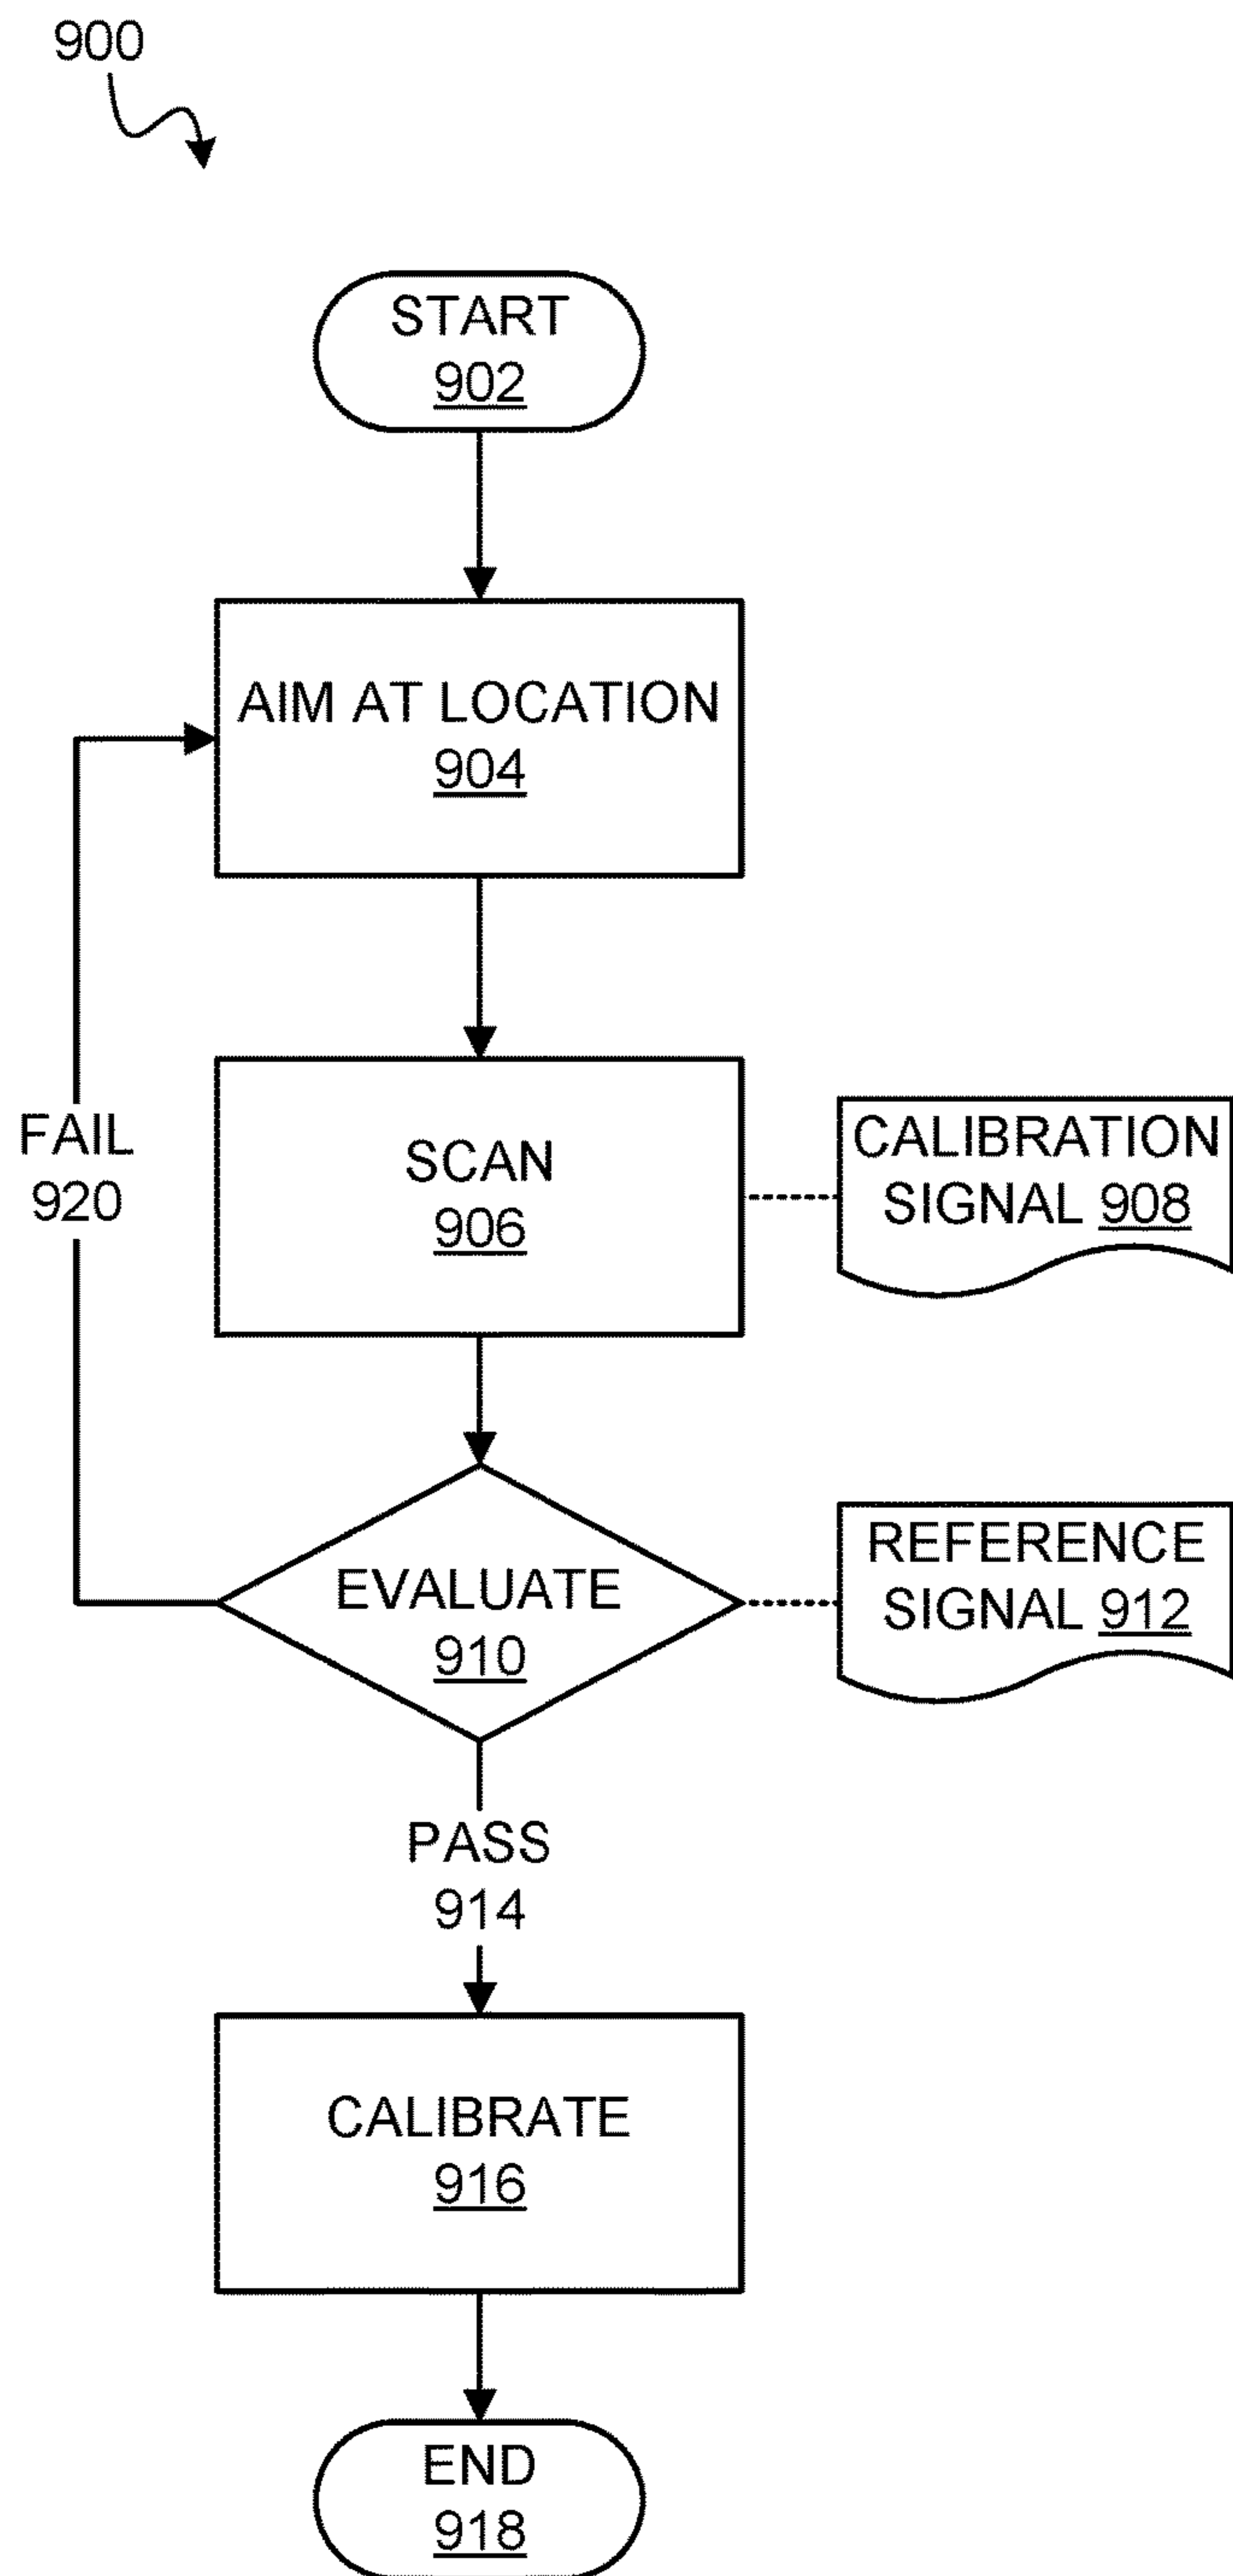 900
START
902
AIM AT LOCATION
904
SCAN
906
CALIBRATION
SIGNAL 908
FAIL
920
EVALUATE
910
REFERENCE
SIGNAL 912
PASS
914
CALIBRATE
916
END
918